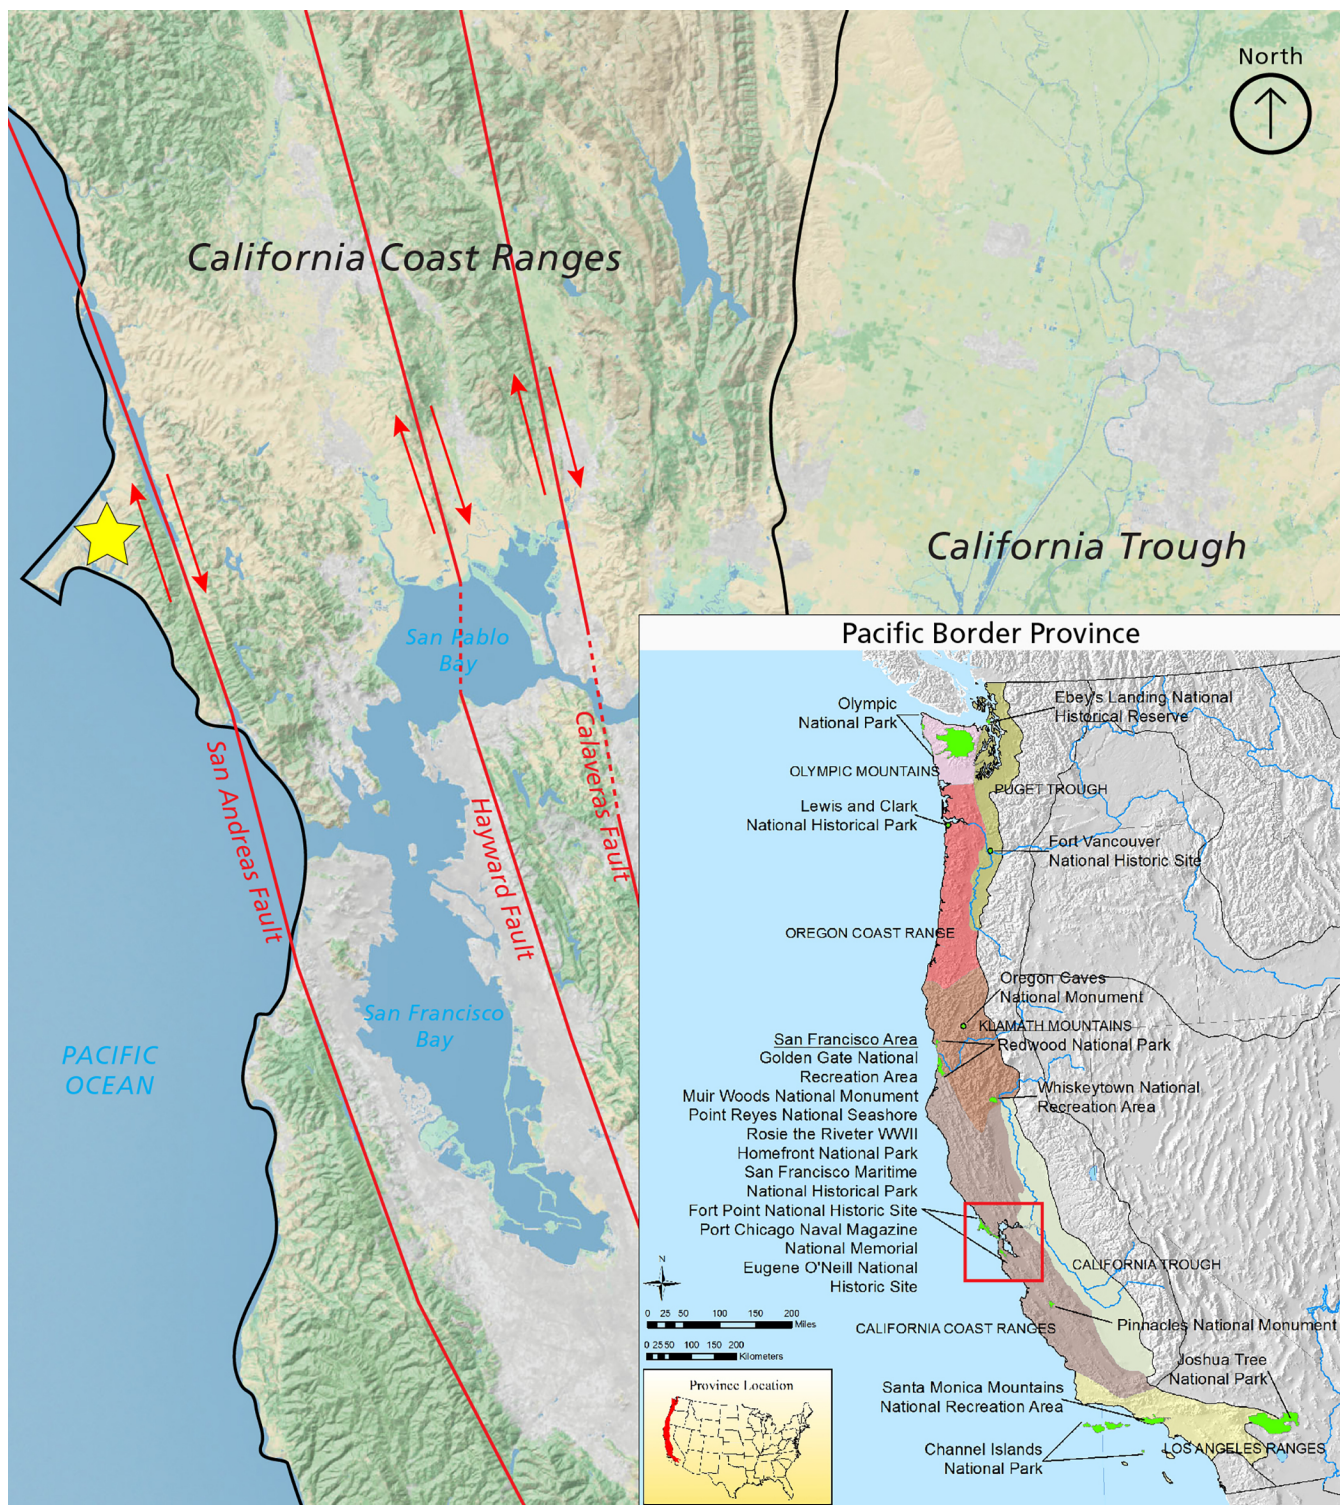 North
California Coast Ranges
California Trough
San Pablo
Bay
San Andreas Fault
Hayward Fault
Calaveras Fault
San Francisco
Bay
PACIFIC
OCEAN
Pacific Border Province
Olympic
National Park
Ebey's Landing National
Historical Reserve
OLYMPIC MOUNTAINS
PUGET TROUGH
Lewis and Clark
National Historical Park
Fort Vancouver
National Historic Site
OREGON COAST RANGE
Oregon Caves
National Monument
KLAMATH MOUNTAINS
Redwood National Park
San Francisco Area
Golden Gate National
Recreation Area
Muir Woods National Monument
Point Reyes National Seashore
Rosie the Riveter WWII
Homefront National Park
San Francisco Maritime
National Historical Park
Fort Point National Historic Site
Port Chicago Naval Magazine
National Memorial
Eugene O'Neill National
Historic Site
Whiskeytown National
Recreation Area
CALIFORNIA TROUGH
CALIFORNIA COAST RANGES
Pinnacles National Monument
Joshua Tree
National Park
Santa Monica Mountains
National Recreation Area
Channel Islands
National Park
LOS ANGELES RANGES
N
0 25 50 100 150 200
Miles
0 25 50 100 150 200
Kilometers
Province Location